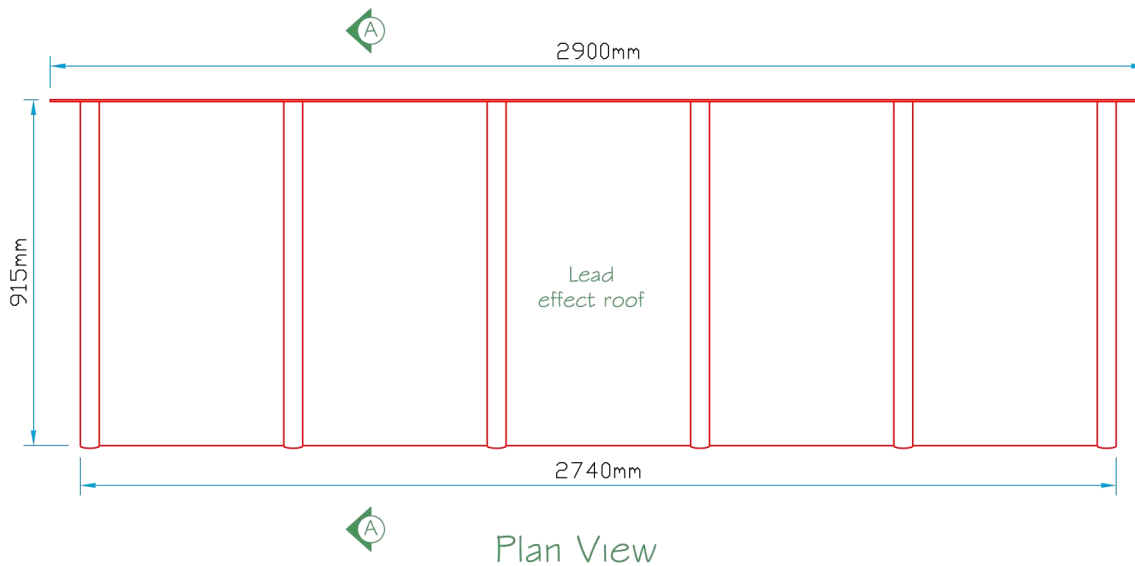 A
2900mm
915mm
Lead
effect roof
2740mm
A
Plan View